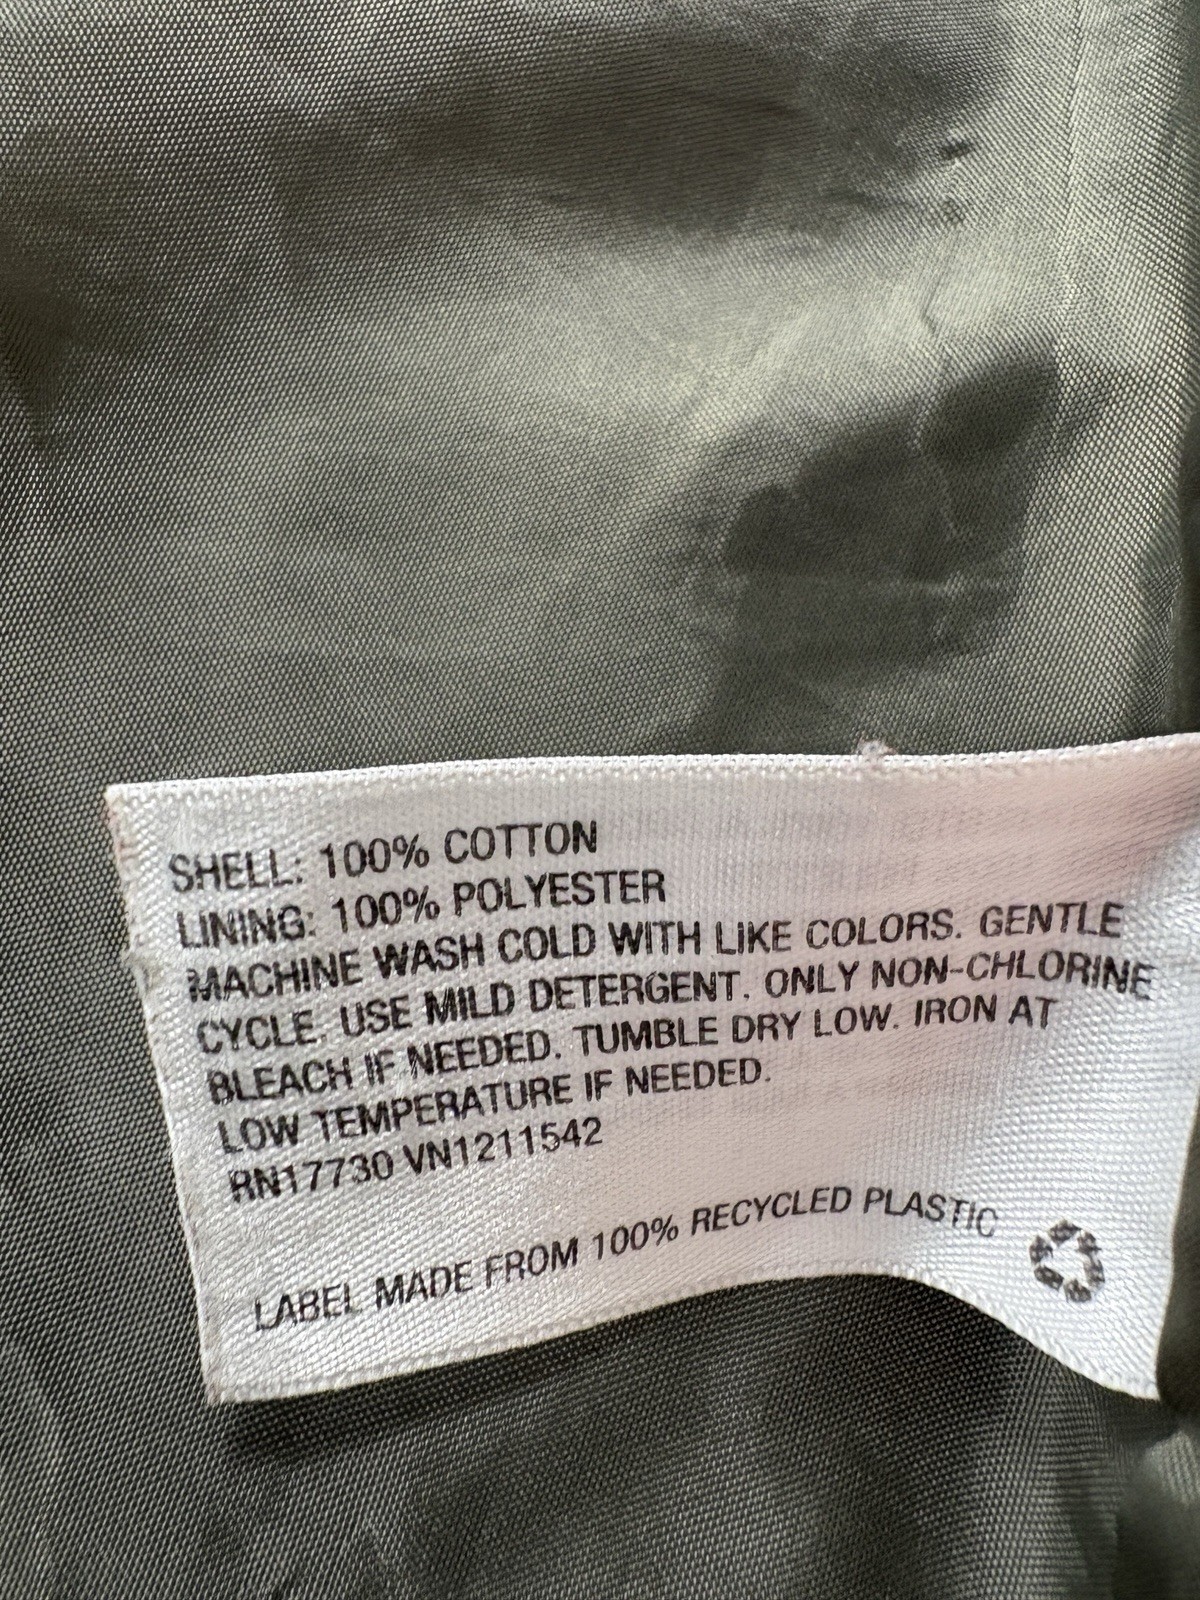 SHELL: 100% COTTON
LINING: 100% POLYESTER
MACHINE WASH COLD WITH LIKE COLORS. GENTLE
CYCLE. USE MILD DETERGENT. ONLY NON-CHLORINE
BLEACH IF NEEDED. TUMBLE DRY LOW. IRON AT
LOW TEMPERATURE IF NEEDED.
RN17730 VN1211542
LABEL MADE FROM 100% RECYCLED PLASTIC